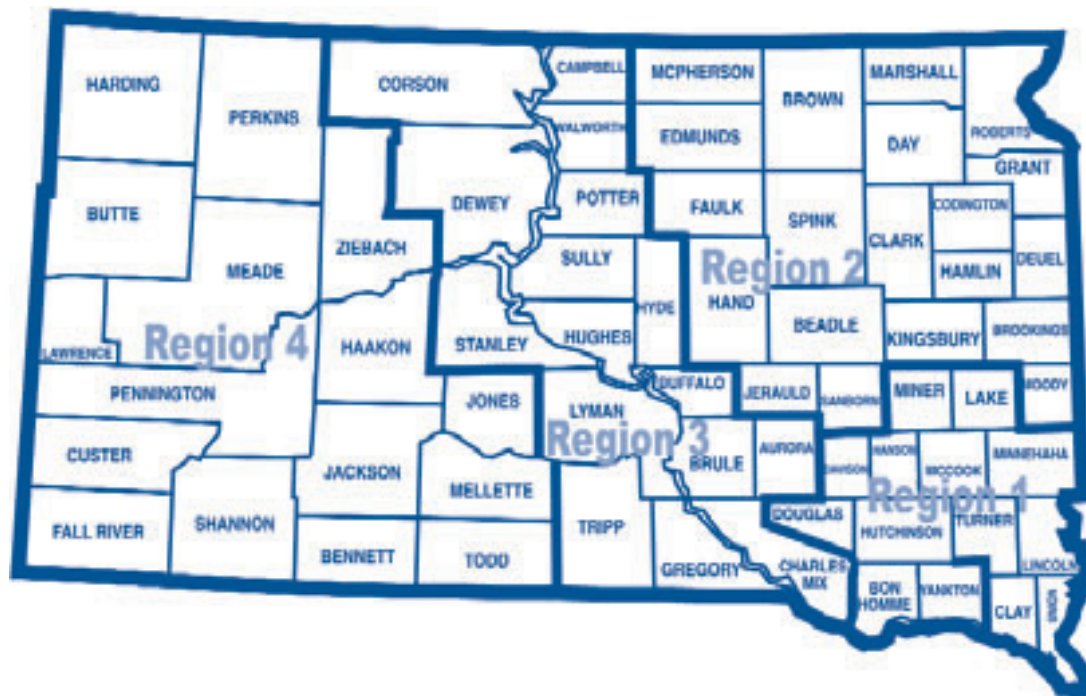 HARDING
PERKINS
CORSON
CAMPBELL
MCPHERSON
BROWN
MARSHALL
ROBERTS
WALWORTH
EDMUNDS
DAY
GRANT
BUTTE
DEWEY
POTTER
FAULK
SPINK
CODINGTON
CLARK
ZIEBACH
MEADE
SULLY
Region 2
HAMLIN
DEUEL
HYDE
HAND
BEADLE
KINGSBURY
BROOKINGS
LAWRENCE
Region 4
HAAKON
STANLEY
HUGHES
PENNINGTON
JONES
LYMAN
BUFFALO
JERAULD
SANBORN
MINER
LAKE
MOODY
Region 3
CUSTER
JACKSON
MELLETTE
BRULE
AURORA
DAVISON
HANSON
MCCOOK
MINNEHAHA
Region 1
FALL RIVER
SHANNON
BENNETT
TODD
TRIPP
GREGORY
DOUGLAS
CHARLES
MIX
HUTCHINSON
TURNER
LINCOLN
BON
HOMME
YANKTON
CLAY
UNION